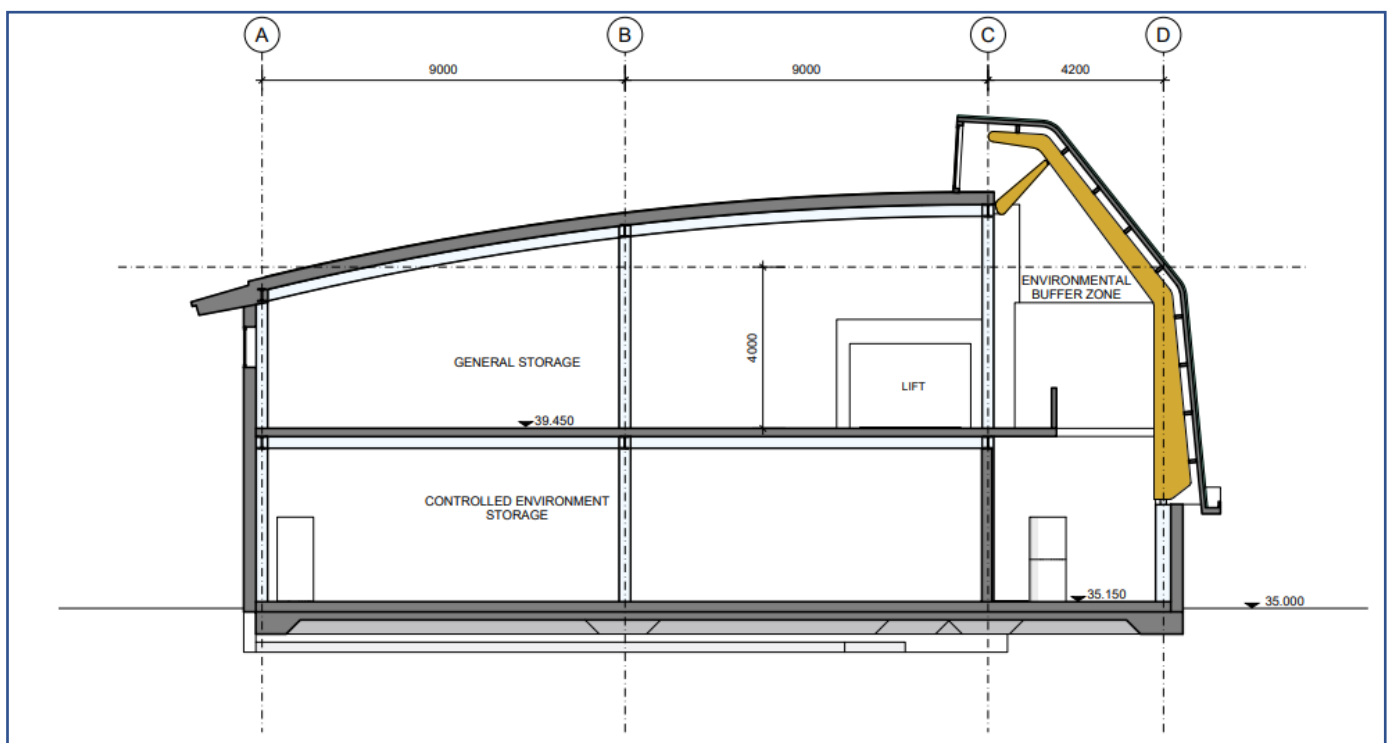 A
B
C
D
9000
9000
4200
ENVIRONMENTAL
BUFFER ZONE
4000
GENERAL STORAGE
LIFT
39.450
CONTROLLED ENVIRONMENT
STORAGE
35.150
35.000